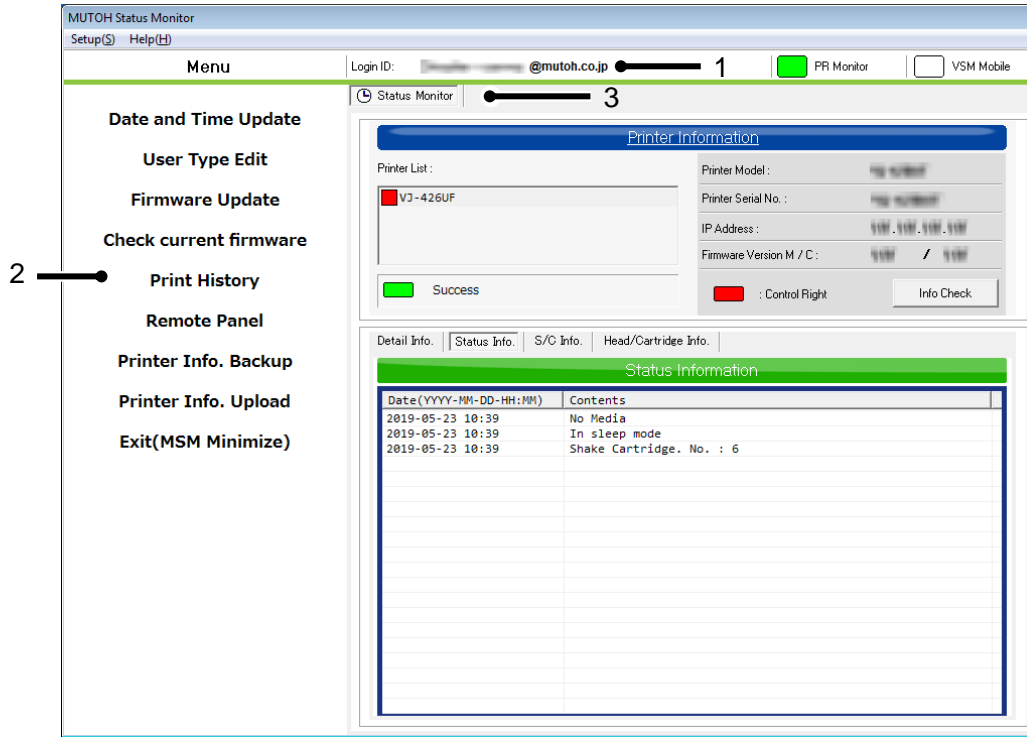 MUTOH Status Monitor
Setup(S) Help(H)
Menu
Login ID: @mutoh.co.jp 1 PR Monitor VSM Mobile
Status Monitor 3
Date and Time Update
User Type Edit
Firmware Update
Check current firmware
2 Print History
Remote Panel
Printer Info. Backup
Printer Info. Upload
Exit(MSM Minimize)
Printer Information
Printer List :
VJ-426UF
Success
Printer Model :
Printer Serial No. :
IP Address :
Firmware Version M / C : /
: Control Right Info Check
Detail Info. Status Info. S/C Info. Head/Cartridge Info.
Status Information
Date(YYYY-MM-DD-HH:MM) Contents
2019-05-23 10:39 No Media
2019-05-23 10:39 In sleep mode
2019-05-23 10:39 Shake Cartridge. No. : 6